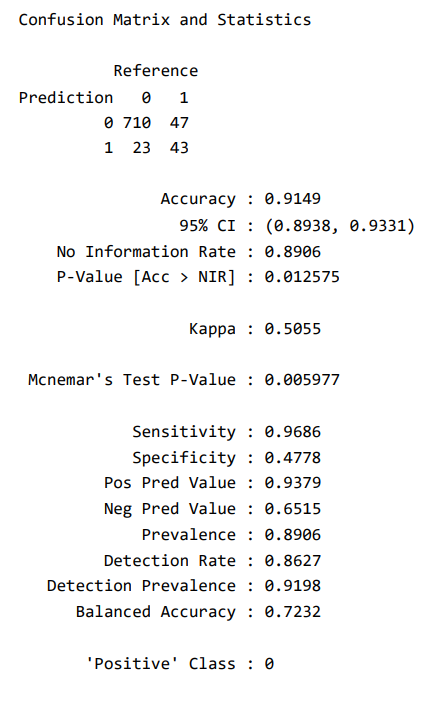 Confusion Matrix and Statistics
Reference
Prediction 0 1
0 710 47
1 23 43
Accuracy : 0.9149
95% CI : (0.8938, 0.9331)
No Information Rate : 0.8906
P-Value [Acc > NIR] : 0.012575
Kappa : 0.5055
Mcnemar's Test P-Value : 0.005977
Sensitivity : 0.9686
Specificity : 0.4778
Pos Pred Value : 0.9379
Neg Pred Value : 0.6515
Prevalence : 0.8906
Detection Rate : 0.8627
Detection Prevalence : 0.9198
Balanced Accuracy : 0.7232
'Positive' Class : 0